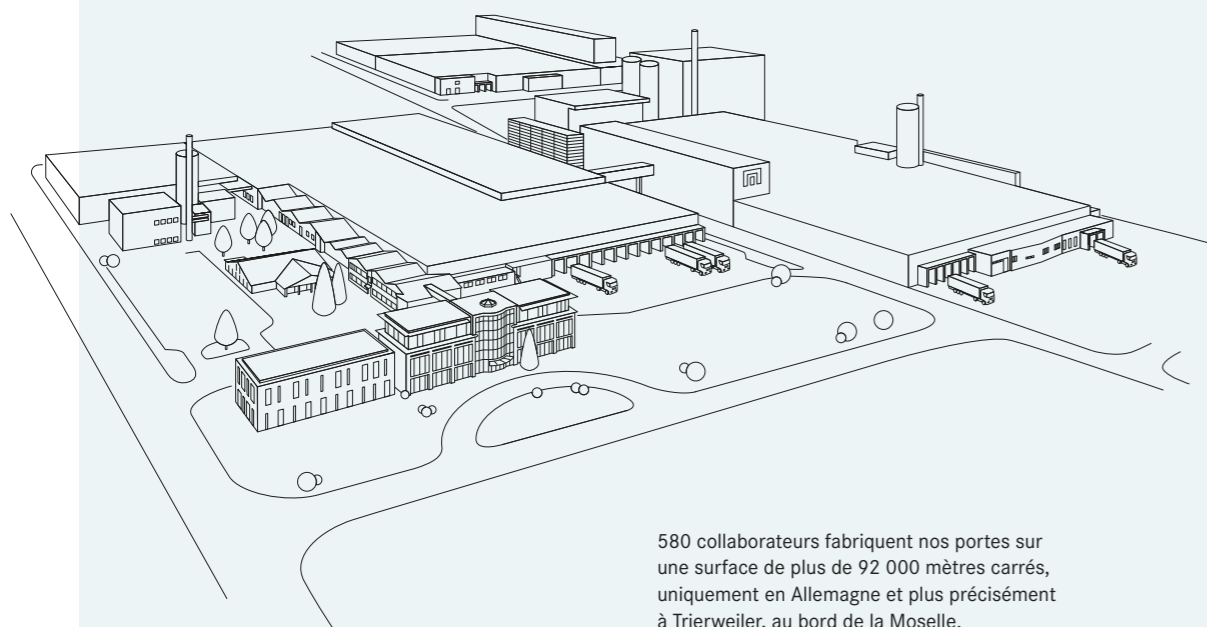 580 collaborateurs fabriquent nos portes sur
une surface de plus de 92 000 mètres carrés,
uniquement en Allemagne et plus précisément
à Trierweiler, au bord de la Moselle.